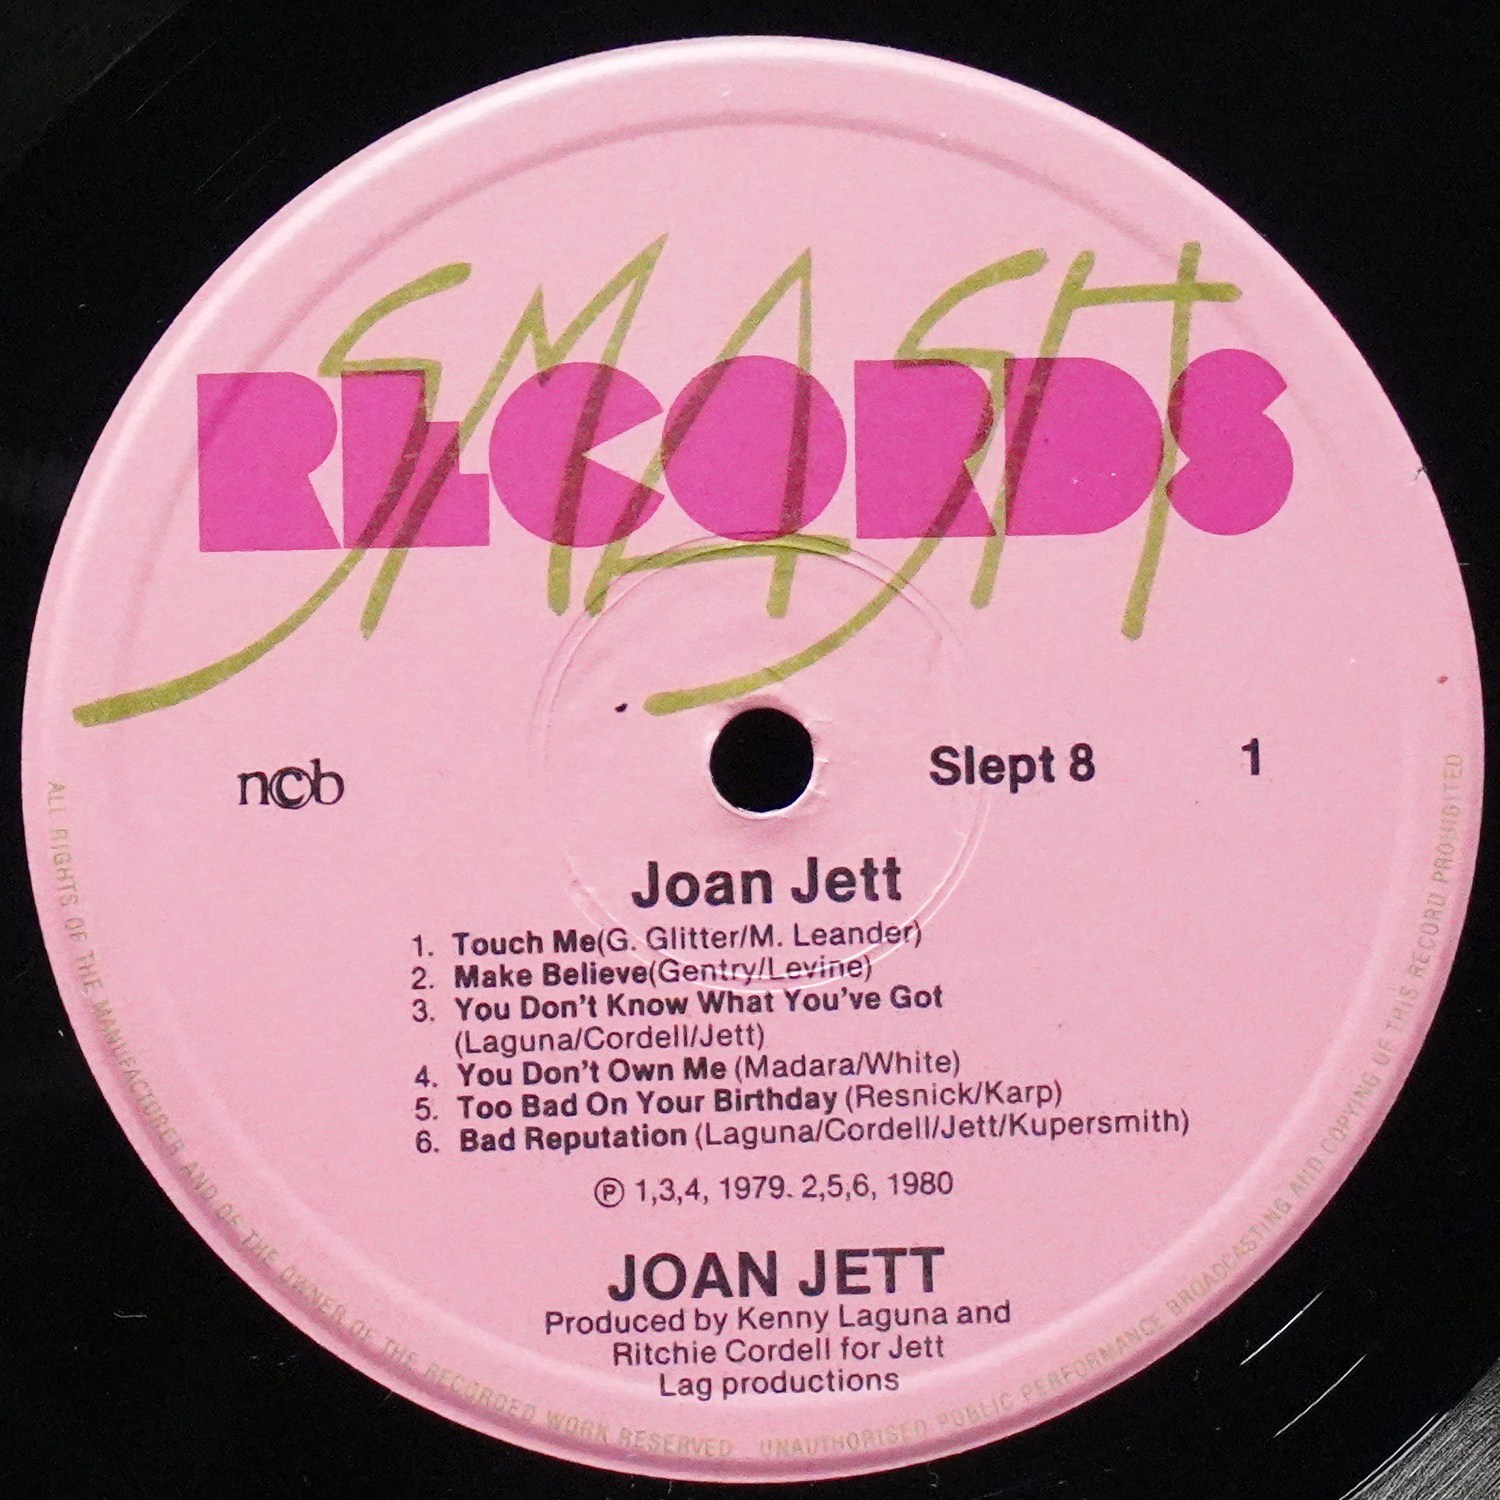 SMASH
RECORDS
ncb
Slept 8
1
Joan Jett
1. Touch Me(G. Glitter/M. Leander)
2. Make Believe(Gentry/Levine)
3. You Don't Know What You've Got
(Laguna/Cordell/Jett)
4. You Don't Own Me (Madara/White)
5. Too Bad On Your Birthday (Resnick/Karp)
6. Bad Reputation (Laguna/Cordell/Jett/Kupersmith)
Ⓟ 1,3,4, 1979. 2,5,6, 1980
JOAN JETT
Produced by Kenny Laguna and
Ritchie Cordell for Jett
Lag productions
ALL RIGHTS OF THE MANUFACTURER AND OF THE OWNER OF THE RECORDED WORK RESERVED UNAUTHORISED PUBLIC PERFORMANCE BROADCASTING AND COPYING OF THIS RECORD PROHIBITED